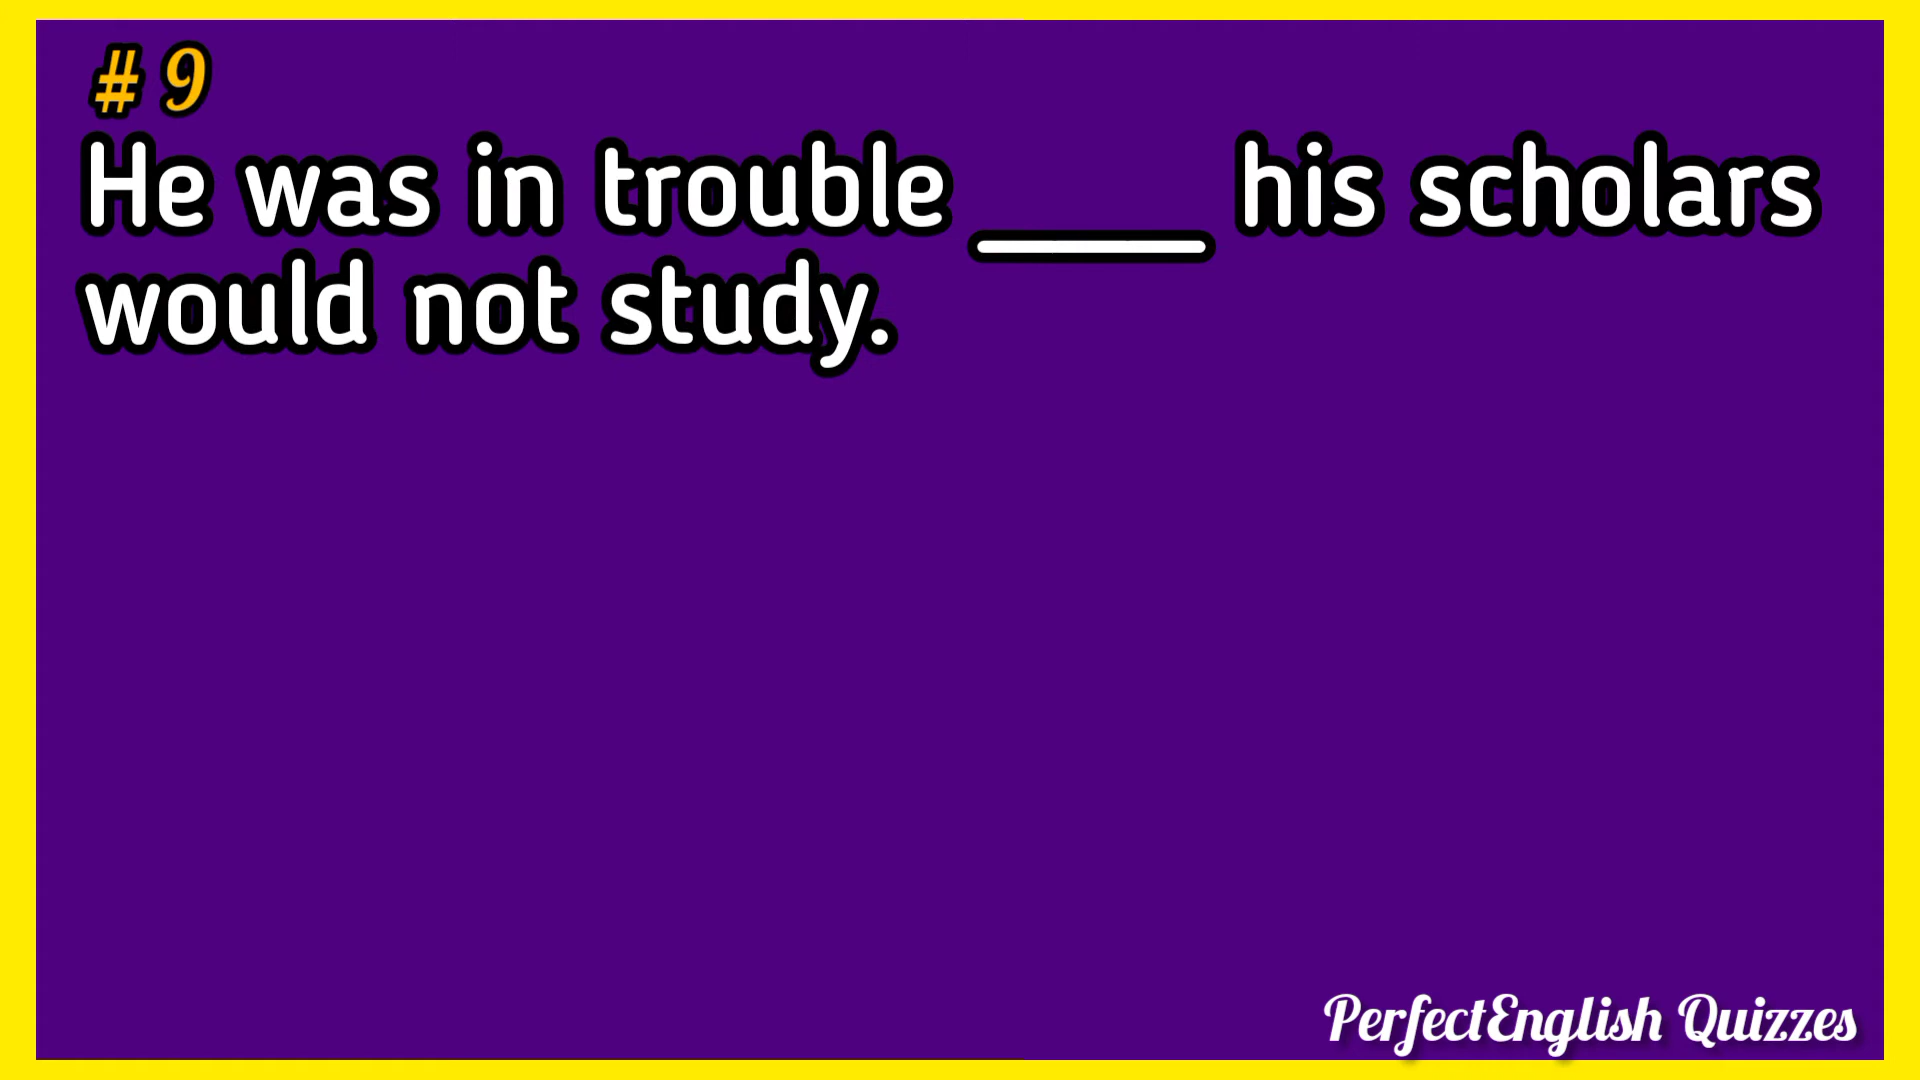 # 9
He was in trouble ____ his scholars
would not study.
PerfectEnglish Quizzes